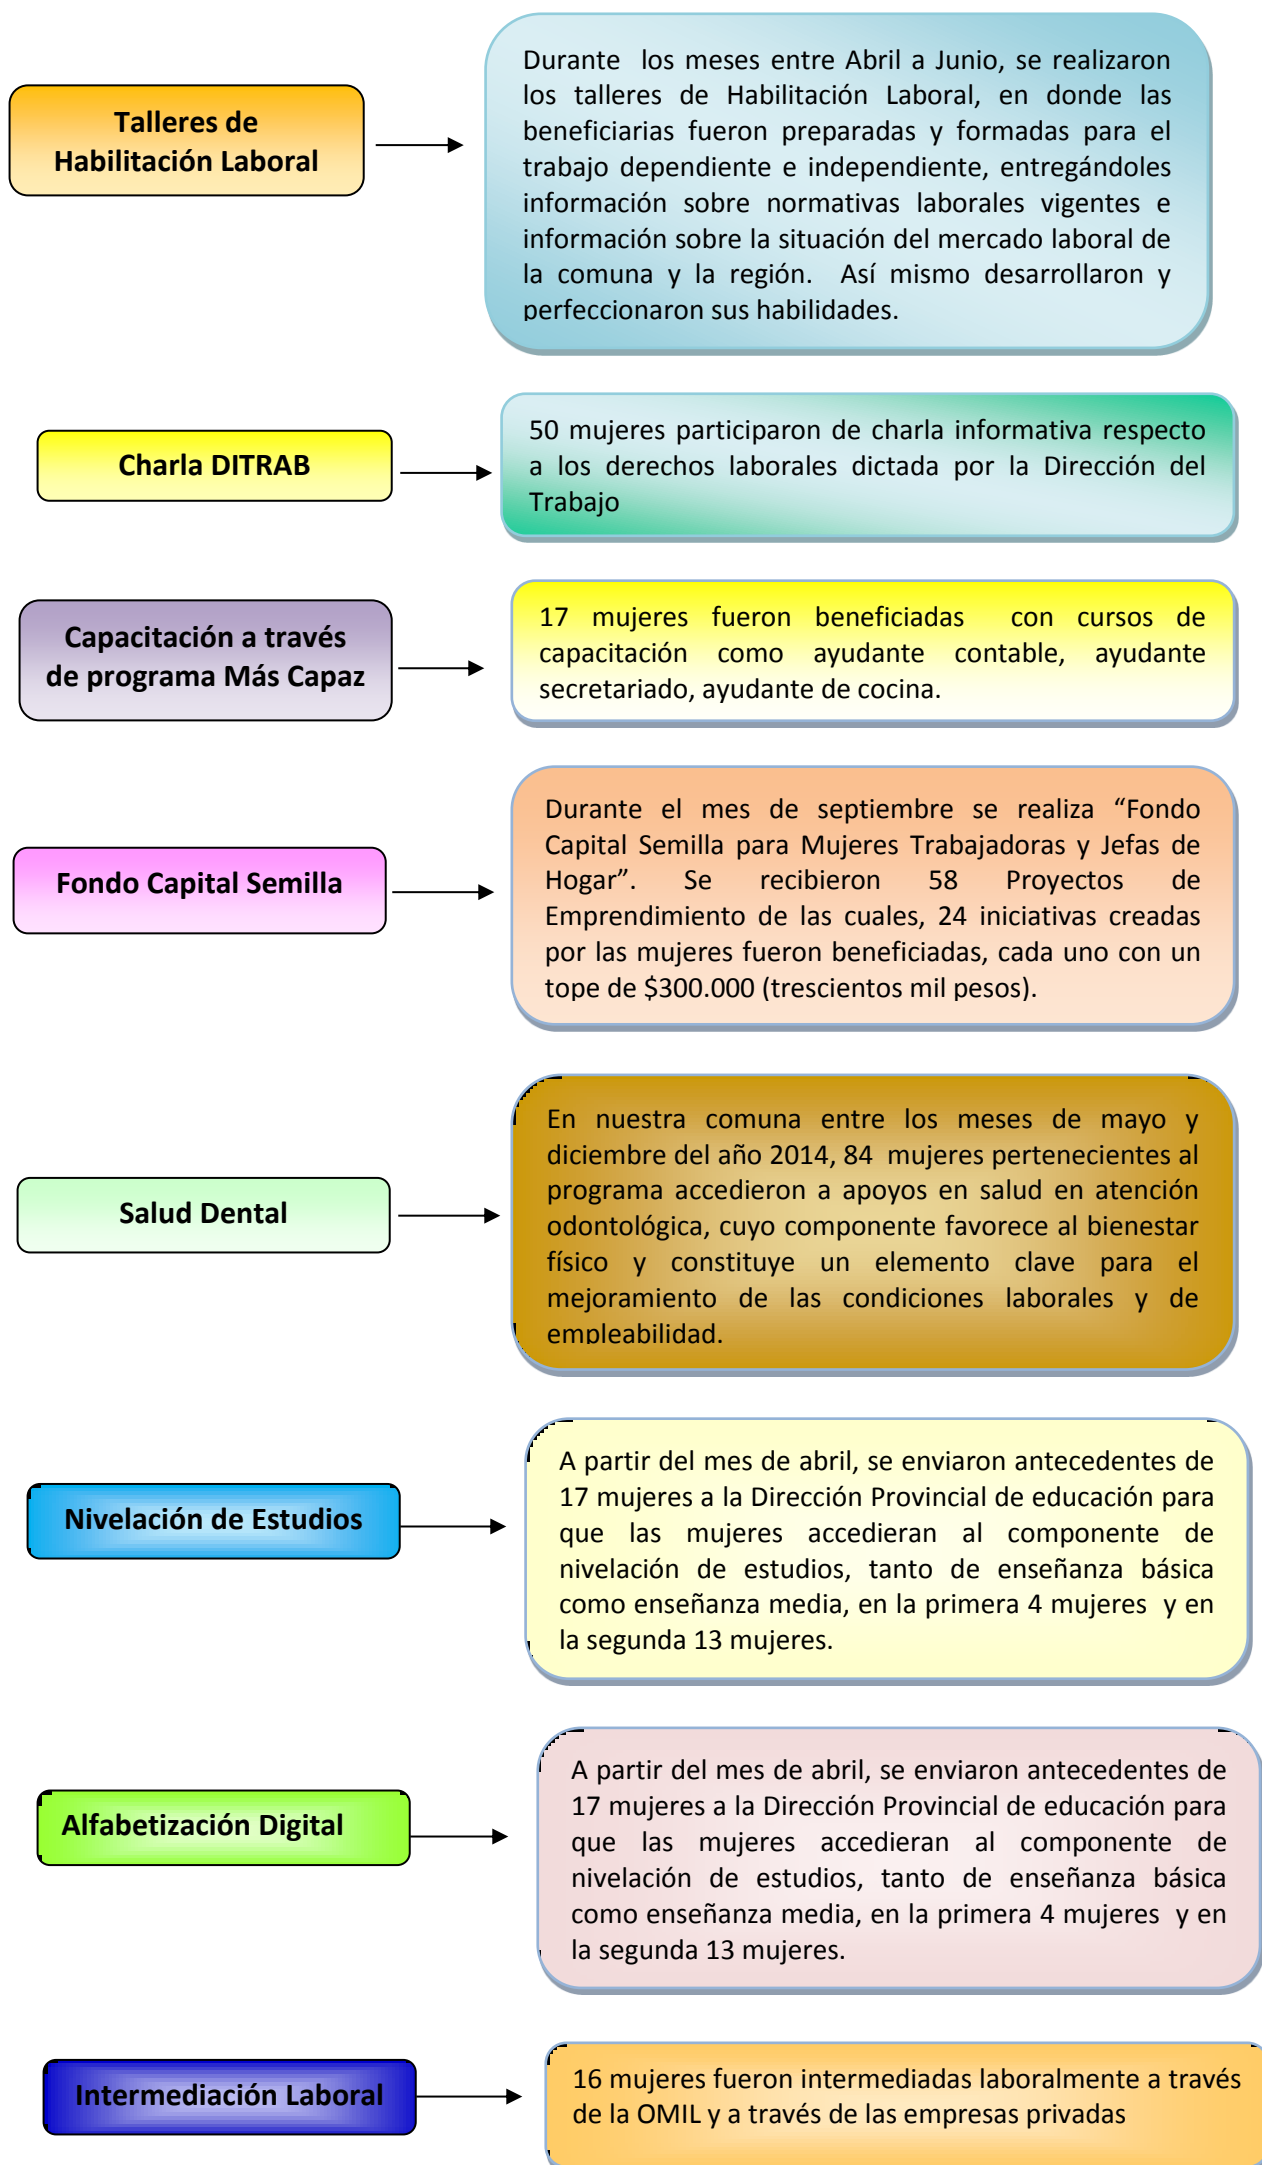 Talleres de
Habilitación Laboral
Durante los meses entre Abril a Junio, se realizaron
los talleres de Habilitación Laboral, en donde las
beneficiarias fueron preparadas y formadas para el
trabajo dependiente e independiente, entregándoles
información sobre normativas laborales vigentes e
información sobre la situación del mercado laboral de
la comuna y la región. Así mismo desarrollaron y
perfeccionaron sus habilidades.
Charla DITRAB
50 mujeres participaron de charla informativa respecto
a los derechos laborales dictada por la Dirección del
Trabajo
Capacitación a través
de programa Más Capaz
17 mujeres fueron beneficiadas con cursos de
capacitación como ayudante contable, ayudante
secretariado, ayudante de cocina.
Fondo Capital Semilla
Durante el mes de septiembre se realiza “Fondo
Capital Semilla para Mujeres Trabajadoras y Jefas de
Hogar”. Se recibieron 58 Proyectos de
Emprendimiento de las cuales, 24 iniciativas creadas
por las mujeres fueron beneficiadas, cada uno con un
tope de $300.000 (trescientos mil pesos).
Salud Dental
En nuestra comuna entre los meses de mayo y
diciembre del año 2014, 84 mujeres pertenecientes al
programa accedieron a apoyos en salud en atención
odontológica, cuyo componente favorece al bienestar
físico y constituye un elemento clave para el
mejoramiento de las condiciones laborales y de
empleabilidad.
Nivelación de Estudios
A partir del mes de abril, se enviaron antecedentes de
17 mujeres a la Dirección Provincial de educación para
que las mujeres accedieran al componente de
nivelación de estudios, tanto de enseñanza básica
como enseñanza media, en la primera 4 mujeres y en
la segunda 13 mujeres.
Alfabetización Digital
A partir del mes de abril, se enviaron antecedentes de
17 mujeres a la Dirección Provincial de educación para
que las mujeres accedieran al componente de
nivelación de estudios, tanto de enseñanza básica
como enseñanza media, en la primera 4 mujeres y en
la segunda 13 mujeres.
Intermediación Laboral
16 mujeres fueron intermediadas laboralmente a través
de la OMIL y a través de las empresas privadas